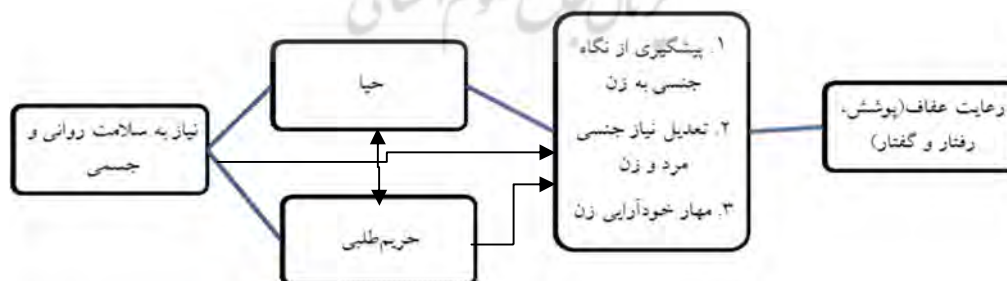 حیا
۱. پیشگیری از نگاه
جنسی به زن
۲. تعدیل نیاز جنسی
مرد و زن
۳. مهار خودآرایی زن
رعایت عفاف(پوشش،
رفتار و گفتار)
نیاز به سلامت روانی و
جسمی
حریم‌طلبی